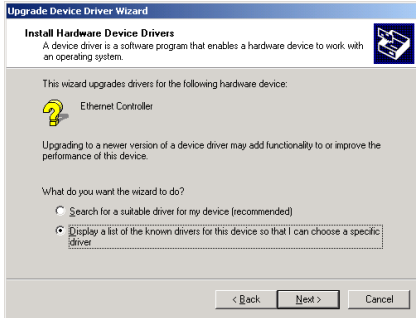 Upgrade Device Driver Wizard
Install Hardware Device Drivers
A device driver is a software program that enables a hardware device to work with
an operating system.
This wizard upgrades drivers for the following hardware device:
Ethernet Controller
Upgrading to a newer version of a device driver may add functionality to or improve the
performance of this device.
What do you want the wizard to do?
Search for a suitable driver for my device (recommended)
Display a list of the known drivers for this device so that I can choose a specific
driver
< Back
Next >
Cancel